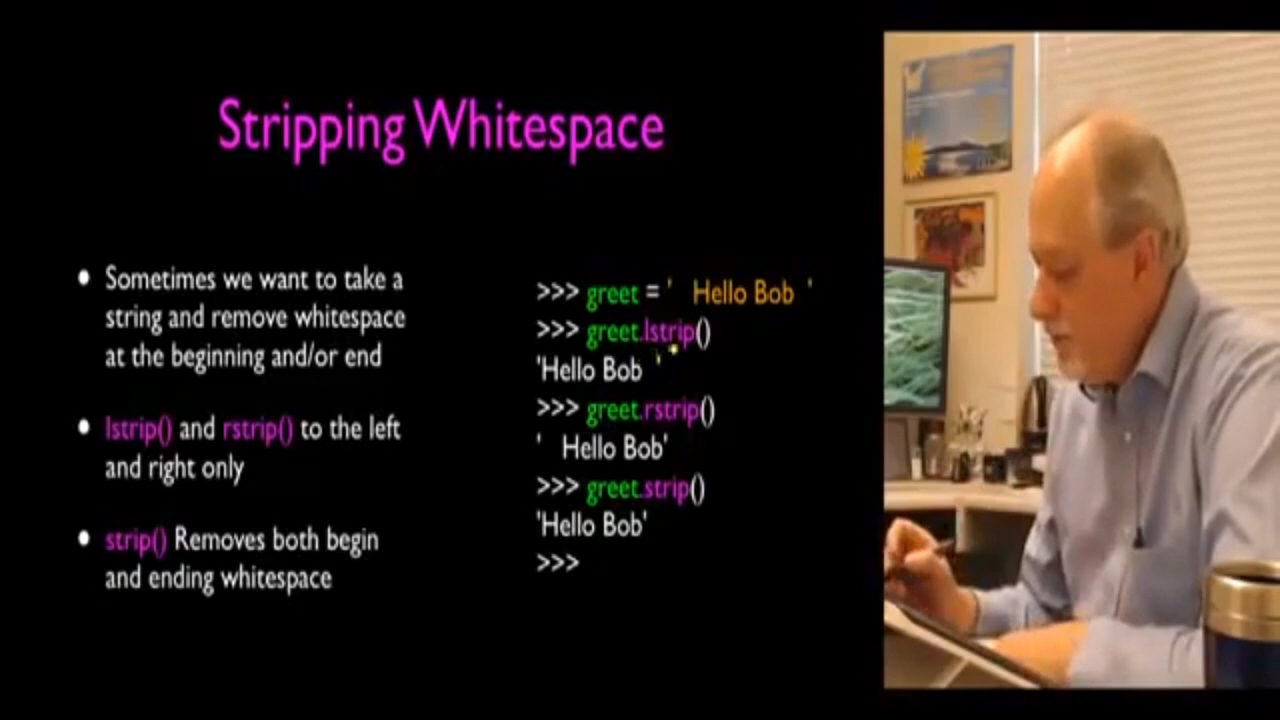 Stripping Whitespace
• Sometimes we want to take a
string and remove whitespace
at the beginning and/or end
• lstrip() and rstrip() to the left
and right only
• strip() Removes both begin
and ending whitespace
>>> greet = '   Hello Bob  '
>>> greet.lstrip()
'Hello Bob  '
>>> greet.rstrip()
'   Hello Bob'
>>> greet.strip()
'Hello Bob'
>>>